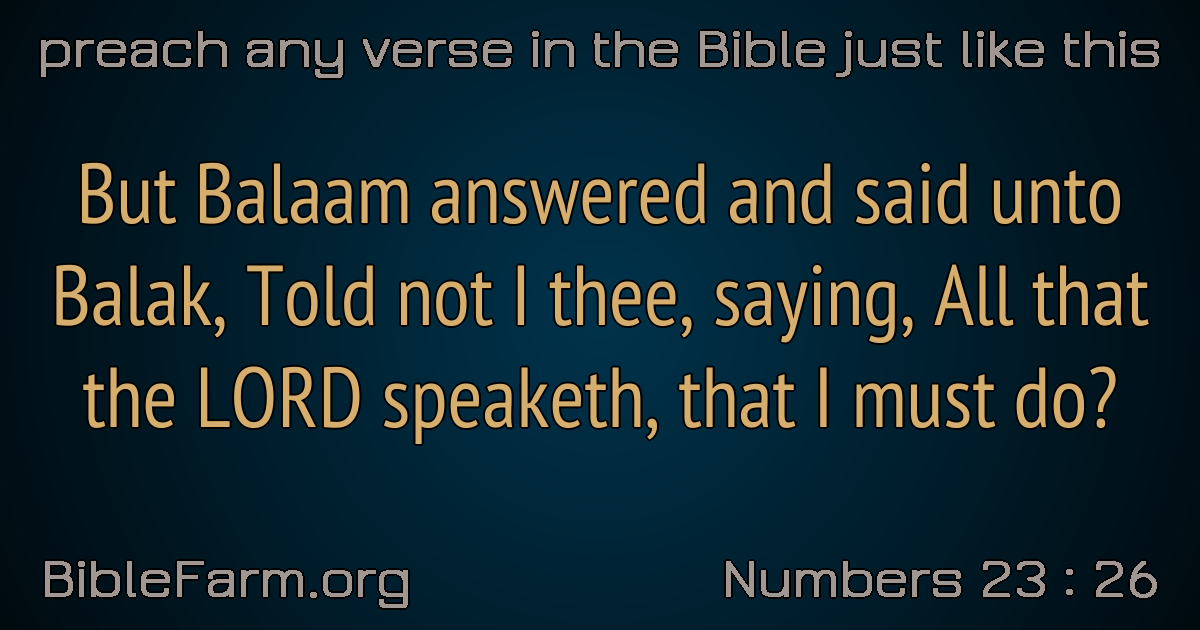 preach any verse in the Bible just like this
But Balaam answered and said unto
Balak, Told not I thee, saying, All that
the LORD speaketh, that I must do?
BibleFarm.org
Numbers 23 : 26